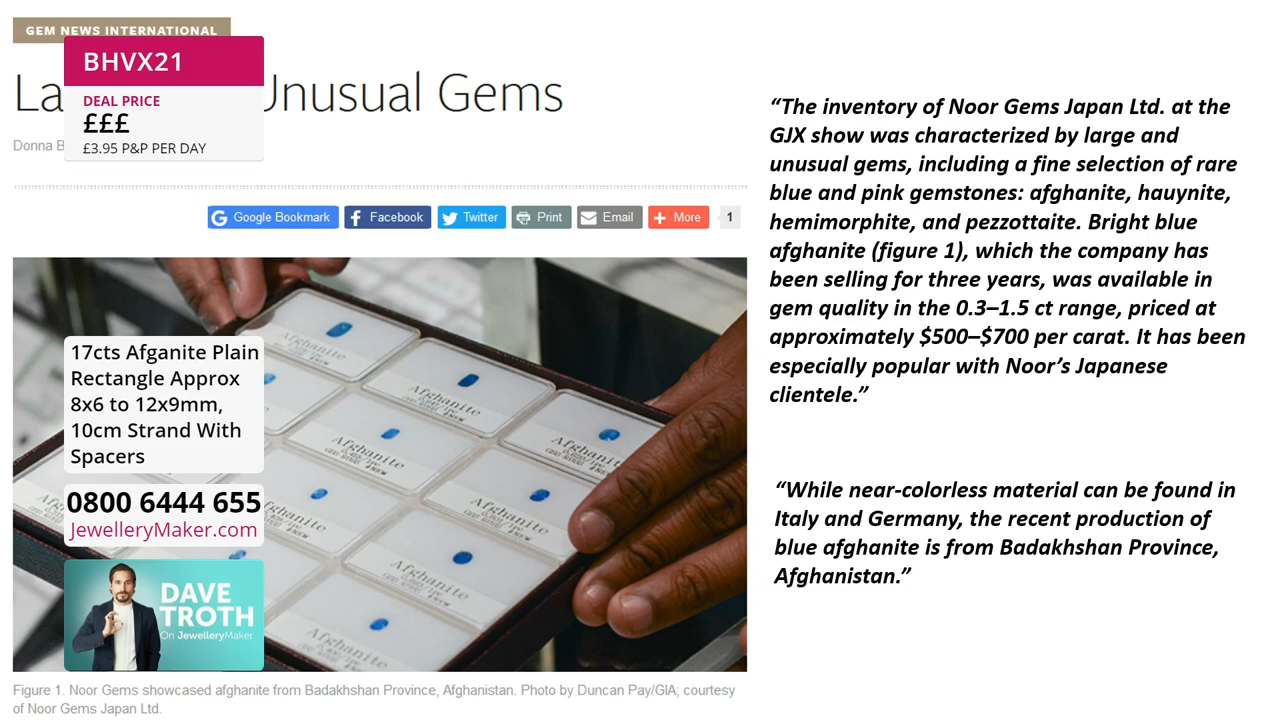 GEM NEWS INTERNATIONAL
BHVX21
DEAL PRICE
£££
£3.95 P&P PER DAY
La Unusual Gems
Donna B
Google Bookmark Facebook Twitter Print Email More 1
17cts Afganite Plain
Rectangle Approx
8x6 to 12x9mm,
10cm Strand With
Spacers
0800 6444 655
JewelleryMaker.com
DAVE
TROTH
On JewelleryMaker
Afghanite
Afghanite
Afghanite
Afghanite
Afghanite
Afghanite
Afghanite
Afghanite
Figure 1. Noor Gems showcased afghanite from Badakhshan Province, Afghanistan. Photo by Duncan Pay/GIA; courtesy
of Noor Gems Japan Ltd.
“The inventory of Noor Gems Japan Ltd. at the
GJX show was characterized by large and
unusual gems, including a fine selection of rare
blue and pink gemstones: afghanite, hauynite,
hemimorphite, and pezzottaite. Bright blue
afghanite (figure 1), which the company has
been selling for three years, was available in
gem quality in the 0.3–1.5 ct range, priced at
approximately $500–$700 per carat. It has been
especially popular with Noor’s Japanese
clientele.”
“While near-colorless material can be found in
Italy and Germany, the recent production of
blue afghanite is from Badakhshan Province,
Afghanistan.”